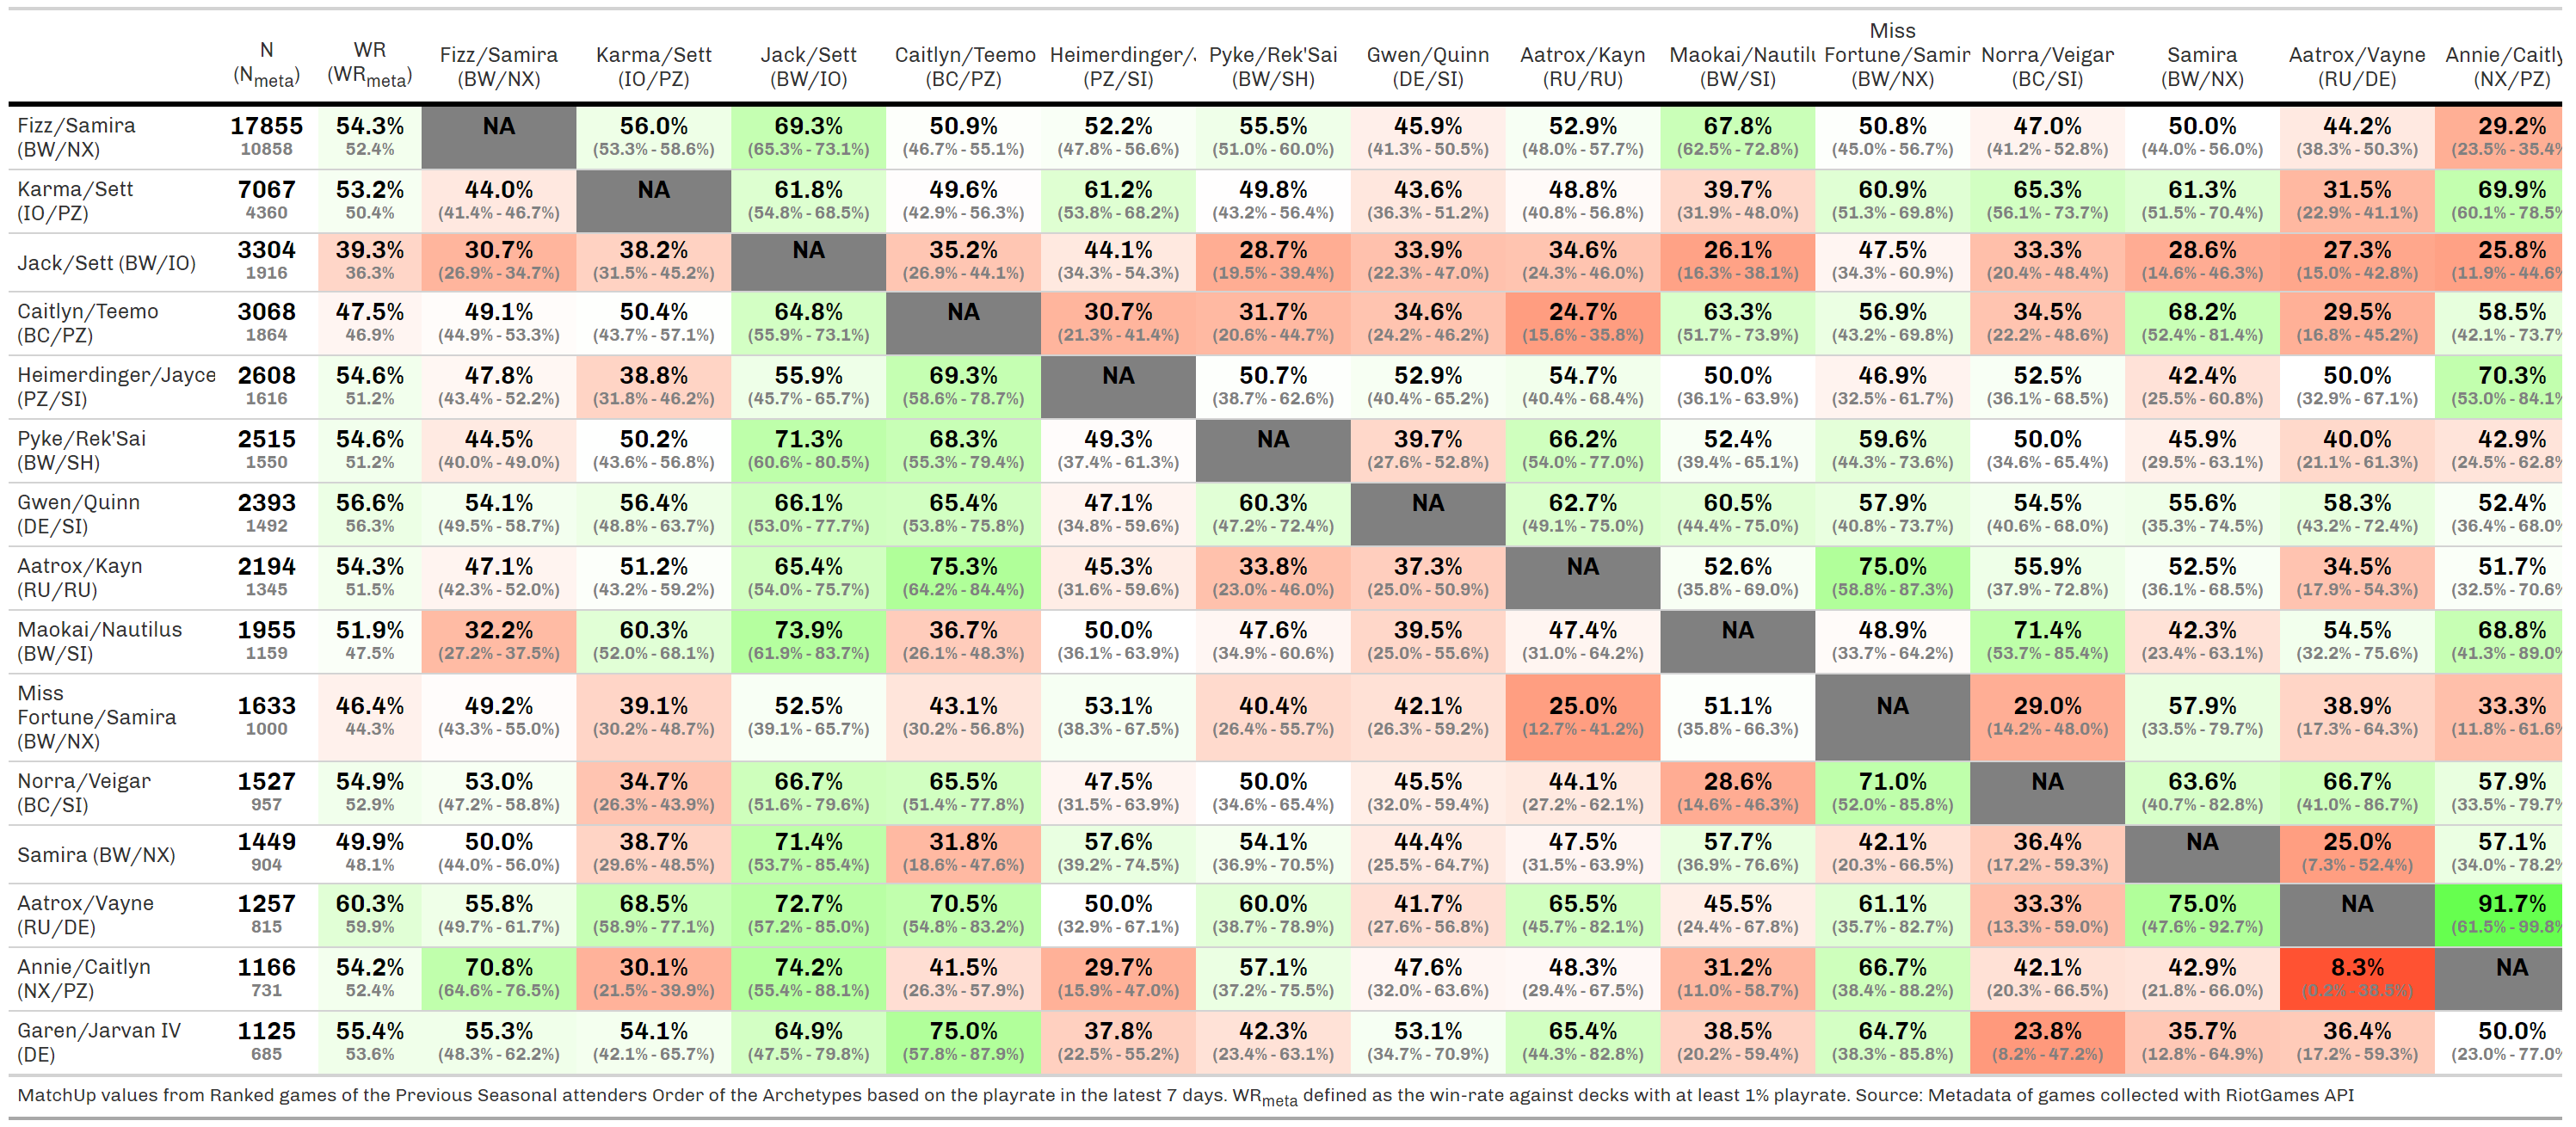 Miss
N WR Fizz/Samira Karma/Sett Jack/Sett Caitlyn/Teemo Heimerdinger/J Pyke/Rek'Sai Gwen/Quinn Aatrox/Kayn Maokai/Nautilu Fortune/Samir Norra/Veigar Samira Aatrox/Vayne Annie/Caitly
(Nmeta) (WRmeta) (BW/NX) (IO/PZ) (BW/IO) (BC/PZ) (PZ/SI) (BW/SH) (DE/SI) (RU/RU) (BW/SI) (BW/NX) (BC/SI) (BW/NX) (RU/DE) (NX/PZ)
Fizz/Samira 17855 54.3% NA 56.0% 69.3% 50.9% 52.2% 55.5% 45.9% 52.9% 67.8% 50.8% 47.0% 50.0% 44.2% 29.2%
(BW/NX) 10858 52.4% (53.3% - 58.6%) (65.3% - 73.1%) (46.7% - 55.1%) (47.8% - 56.6%) (51.0% - 60.0%) (41.3% - 50.5%) (48.0% - 57.7%) (62.5% - 72.8%) (45.0% - 56.7%) (41.2% - 52.8%) (44.0% - 56.0%) (38.3% - 50.3%) (23.5% - 35.4%
Karma/Sett 7067 53.2% 44.0% NA 61.8% 49.6% 61.2% 49.8% 43.6% 48.8% 39.7% 60.9% 65.3% 61.3% 31.5% 69.9%
(IO/PZ) 4360 50.4% (41.4% - 46.7%) (54.8% - 68.5%) (42.9% - 56.3%) (53.8% - 68.2%) (43.2% - 56.4%) (36.3% - 51.2%) (40.8% - 56.8%) (31.9% - 48.0%) (51.3% - 69.8%) (56.1% - 73.7%) (51.5% - 70.4%) (22.9% - 41.1%) (60.1% - 78.5%
Jack/Sett (BW/IO) 3304 39.3% 30.7% 38.2% NA 35.2% 44.1% 28.7% 33.9% 34.6% 26.1% 47.5% 33.3% 28.6% 27.3% 25.8%
1916 36.3% (26.9% - 34.7%) (31.5% - 45.2%) (26.9% - 44.1%) (34.3% - 54.3%) (19.5% - 39.4%) (22.3% - 47.0%) (24.3% - 46.0%) (16.3% - 38.1%) (34.3% - 60.9%) (20.4% - 48.4%) (14.6% - 46.3%) (15.0% - 42.8%) (11.9% - 44.6%
Caitlyn/Teemo 3068 47.5% 49.1% 50.4% 64.8% NA 30.7% 31.7% 34.6% 24.7% 63.3% 56.9% 34.5% 68.2% 29.5% 58.5%
(BC/PZ) 1864 46.9% (44.9% - 53.3%) (43.7% - 57.1%) (55.9% - 73.1%) (21.3% - 41.4%) (20.6% - 44.7%) (24.2% - 46.2%) (15.6% - 35.8%) (51.7% - 73.9%) (43.2% - 69.8%) (22.2% - 48.6%) (52.4% - 81.4%) (16.8% - 45.2%) (42.1% - 73.7%
Heimerdinger/Jayce 2608 54.6% 47.8% 38.8% 55.9% 69.3% NA 50.7% 52.9% 54.7% 50.0% 46.9% 52.5% 42.4% 50.0% 70.3%
(PZ/SI) 1616 51.2% (43.4% - 52.2%) (31.8% - 46.2%) (45.7% - 65.7%) (58.6% - 78.7%) (38.7% - 62.6%) (40.4% - 65.2%) (40.4% - 68.4%) (36.1% - 63.9%) (32.5% - 61.7%) (36.1% - 68.5%) (25.5% - 60.8%) (32.9% - 67.1%) (53.0% - 84.1%
Pyke/Rek'Sai 2515 54.6% 44.5% 50.2% 71.3% 68.3% 49.3% NA 39.7% 66.2% 52.4% 59.6% 50.0% 45.9% 40.0% 42.9%
(BW/SH) 1550 51.2% (40.0% - 49.0%) (43.6% - 56.8%) (60.6% - 80.5%) (55.3% - 79.4%) (37.4% - 61.3%) (27.6% - 52.8%) (54.0% - 77.0%) (39.4% - 65.1%) (44.3% - 73.6%) (34.6% - 65.4%) (29.5% - 63.1%) (21.1% - 61.3%) (24.5% - 62.8%
Gwen/Quinn 2393 56.6% 54.1% 56.4% 66.1% 65.4% 47.1% 60.3% NA 62.7% 60.5% 57.9% 54.5% 55.6% 58.3% 52.4%
(DE/SI) 1492 56.3% (49.5% - 58.7%) (48.8% - 63.7%) (53.0% - 77.7%) (53.8% - 75.8%) (34.8% - 59.6%) (47.2% - 72.4%) (49.1% - 75.0%) (44.4% - 75.0%) (40.8% - 73.7%) (40.6% - 68.0%) (35.3% - 74.5%) (43.2% - 72.4%) (36.4% - 68.0%
Aatrox/Kayn 2194 54.3% 47.1% 51.2% 65.4% 75.3% 45.3% 33.8% 37.3% NA 52.6% 75.0% 55.9% 52.5% 34.5% 51.7%
(RU/RU) 1345 51.5% (42.3% - 52.0%) (43.2% - 59.2%) (54.0% - 75.7%) (64.2% - 84.4%) (31.6% - 59.6%) (23.0% - 46.0%) (25.0% - 50.9%) (35.8% - 69.0%) (58.8% - 87.3%) (37.9% - 72.8%) (36.1% - 68.5%) (17.9% - 54.3%) (32.5% - 70.6%
Maokai/Nautilus 1955 51.9% 32.2% 60.3% 73.9% 36.7% 50.0% 47.6% 39.5% 47.4% NA 48.9% 71.4% 42.3% 54.5% 68.8%
(BW/SI) 1159 47.5% (27.2% - 37.5%) (52.0% - 68.1%) (61.9% - 83.7%) (26.1% - 48.3%) (36.1% - 63.9%) (34.9% - 60.6%) (25.0% - 55.6%) (31.0% - 64.2%) (33.7% - 64.2%) (53.7% - 85.4%) (23.4% - 63.1%) (32.2% - 75.6%) (41.3% - 89.0%
Miss
Fortune/Samira 1633 46.4% 49.2% 39.1% 52.5% 43.1% 53.1% 40.4% 42.1% 25.0% 51.1% NA 29.0% 57.9% 38.9% 33.3%
(BW/NX) 1000 44.3% (43.3% - 55.0%) (30.2% - 48.7%) (39.1% - 65.7%) (30.2% - 56.8%) (38.3% - 67.5%) (26.4% - 55.7%) (26.3% - 59.2%) (12.7% - 41.2%) (35.8% - 66.3%) (14.2% - 48.0%) (33.5% - 79.7%) (17.3% - 64.3%) (11.8% - 61.6%
Norra/Veigar 1527 54.9% 53.0% 34.7% 66.7% 65.5% 47.5% 50.0% 45.5% 44.1% 28.6% 71.0% NA 63.6% 66.7% 57.9%
(BC/SI) 957 52.9% (47.2% - 58.8%) (26.3% - 43.9%) (51.6% - 79.6%) (51.4% - 77.8%) (31.5% - 63.9%) (34.6% - 65.4%) (32.0% - 59.4%) (27.2% - 62.1%) (14.6% - 46.3%) (52.0% - 85.8%) (40.7% - 82.8%) (41.0% - 86.7%) (33.5% - 79.7%
Samira (BW/NX) 1449 49.9% 50.0% 38.7% 71.4% 31.8% 57.6% 54.1% 44.4% 47.5% 57.7% 42.1% 36.4% NA 25.0% 57.1%
904 48.1% (44.0% - 56.0%) (29.6% - 48.5%) (53.7% - 85.4%) (18.6% - 47.6%) (39.2% - 74.5%) (36.9% - 70.5%) (25.5% - 64.7%) (31.5% - 63.9%) (36.9% - 76.6%) (20.3% - 66.5%) (17.2% - 59.3%) (7.3% - 52.4%) (34.0% - 78.2%
Aatrox/Vayne 1257 60.3% 55.8% 68.5% 72.7% 70.5% 50.0% 60.0% 41.7% 65.5% 45.5% 61.1% 33.3% 75.0% NA 91.7%
(RU/DE) 815 59.9% (49.7% - 61.7%) (58.9% - 77.1%) (57.2% - 85.0%) (54.8% - 83.2%) (32.9% - 67.1%) (38.7% - 78.9%) (27.6% - 56.8%) (45.7% - 82.1%) (24.4% - 67.8%) (35.7% - 82.7%) (13.3% - 59.0%) (47.6% - 92.7%) (61.5% - 99.8%
Annie/Caitlyn 1166 54.2% 70.8% 30.1% 74.2% 41.5% 29.7% 57.1% 47.6% 48.3% 31.2% 66.7% 42.1% 42.9% 8.3% NA
(NX/PZ) 731 52.4% (64.6% - 76.5%) (21.5% - 39.9%) (55.4% - 88.1%) (26.3% - 57.9%) (15.9% - 47.0%) (37.2% - 75.5%) (32.0% - 63.6%) (29.4% - 67.5%) (11.0% - 58.7%) (38.4% - 88.2%) (20.3% - 66.5%) (21.8% - 66.0%) (0.2% - 38.5%)
Garen/Jarvan IV 1125 55.4% 55.3% 54.1% 64.9% 75.0% 37.8% 42.3% 53.1% 65.4% 38.5% 64.7% 23.8% 35.7% 36.4% 50.0%
(DE) 685 53.6% (48.3% - 62.2%) (42.1% - 65.7%) (47.5% - 79.8%) (57.8% - 87.9%) (22.5% - 55.2%) (23.4% - 63.1%) (34.7% - 70.9%) (44.3% - 82.8%) (20.2% - 59.4%) (38.3% - 85.8%) (8.2% - 47.2%) (12.8% - 64.9%) (17.2% - 59.3%) (23.0% - 77.0%
MatchUp values from Ranked games of the Previous Seasonal attenders Order of the Archetypes based on the playrate in the latest 7 days. WRmeta defined as the win-rate against decks with at least 1% playrate. Source: Metadata of games collected with RiotGames API